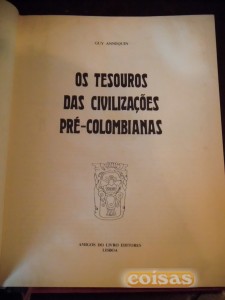 OS TESOUROS
DAS CIVILIZAÇÕES
PRÉ-COLOMBIANAS
AMIGOS DO LIVRO EDITORES
LISBOA
coisas